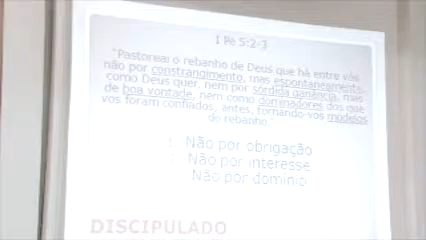 1 Pe 5:2-3
"Pastoreai o rebanho de Deus que há entre vós
não por constrangimento, mas espontaneamente,
como Deus quer, nem por sórdida ganância, mas
de boa vontade, nem como dominadores dos que
vos foram confiados, antes, tornando-vos modelos
do rebanho."
1. Não por obrigação
2. Não por interesse
Não por domínio
DISCIPULADO